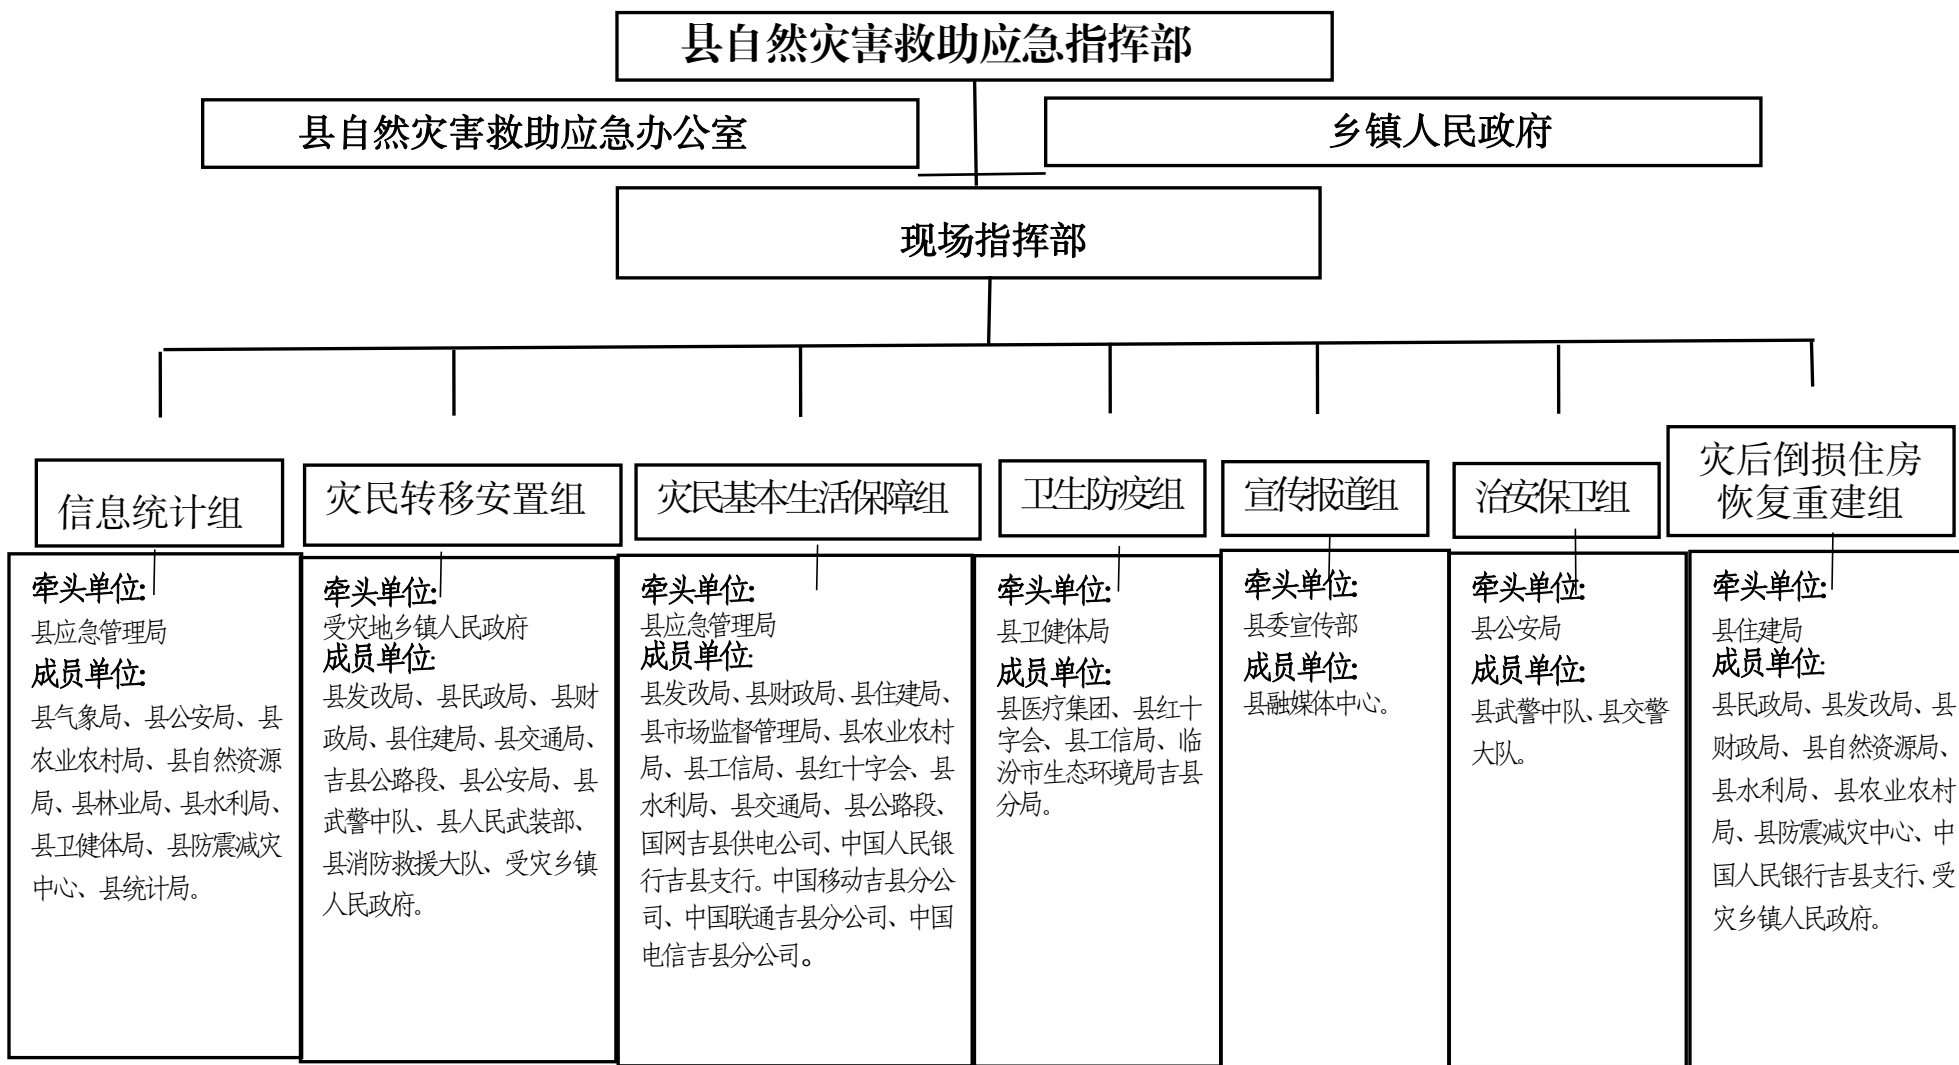 县自然灾害救助应急指挥部
县自然灾害救助应急办公室
乡镇人民政府
现场指挥部
信息统计组
牵头单位:
县应急管理局
成员单位:
县气象局、县公安局、县
农业农村局、县自然资源
局、县林业局、县水利局、
县卫健体局、县防震减灾
中心、县统计局。
灾民转移安置组
牵头单位:
受灾地乡镇人民政府
成员单位:
县发改局、县民政局、县财
政局、县住建局、县交通局、
吉县公路段、县公安局、县
武警中队、县人民武装部、
县消防救援大队、受灾乡镇
人民政府。
灾民基本生活保障组
牵头单位:
县应急管理局
成员单位:
县发改局、县财政局、县住建局、
县市场监督管理局、县农业农村
局、县工信局、县红十字会、县
水利局、县交通局、县公路段、
国网吉县供电公司、中国人民银
行吉县支行。中国移动吉县分公
司、中国联通吉县分公司、中国
电信吉县分公司。
卫生防疫组
牵头单位:
县卫健体局
成员单位:
县医疗集团、县红十
字会、县工信局、临
汾市生态环境局吉县
分局。
宣传报道组
牵头单位:
县委宣传部
成员单位:
县融媒体中心。
治安保卫组
牵头单位:
县公安局
成员单位:
县武警中队、县交警
大队。
灾后倒损住房
恢复重建组
牵头单位:
县住建局
成员单位:
县民政局、县发改局、县
财政局、县自然资源局、
县水利局、县农业农村
局、县防震减灾中心、中
国人民银行吉县支行、受
灾乡镇人民政府。